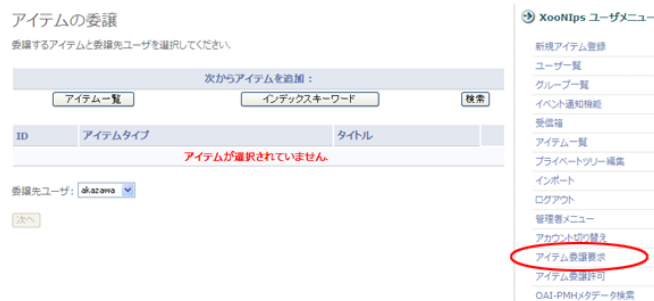 アイテムの委譲
委譲するアイテムと委譲先ユーザを選択してください.
次からアイテムを追加：
アイテム一覧 インデックスキーワード 検索
ID アイテムタイプ タイトル
アイテムが選択されていません.
委譲先ユーザ: akazawa
次へ
XooNIps ユーザメニュー
新規アイテム登録
ユーザ一覧
グループ一覧
イベント通知機能
受信箱
アイテム一覧
プライベートツリー編集
インポート
ログアウト
管理者メニュー
アカウント切り替え
アイテム委譲要求
アイテム委譲許可
OAI-PMHメタデータ検索